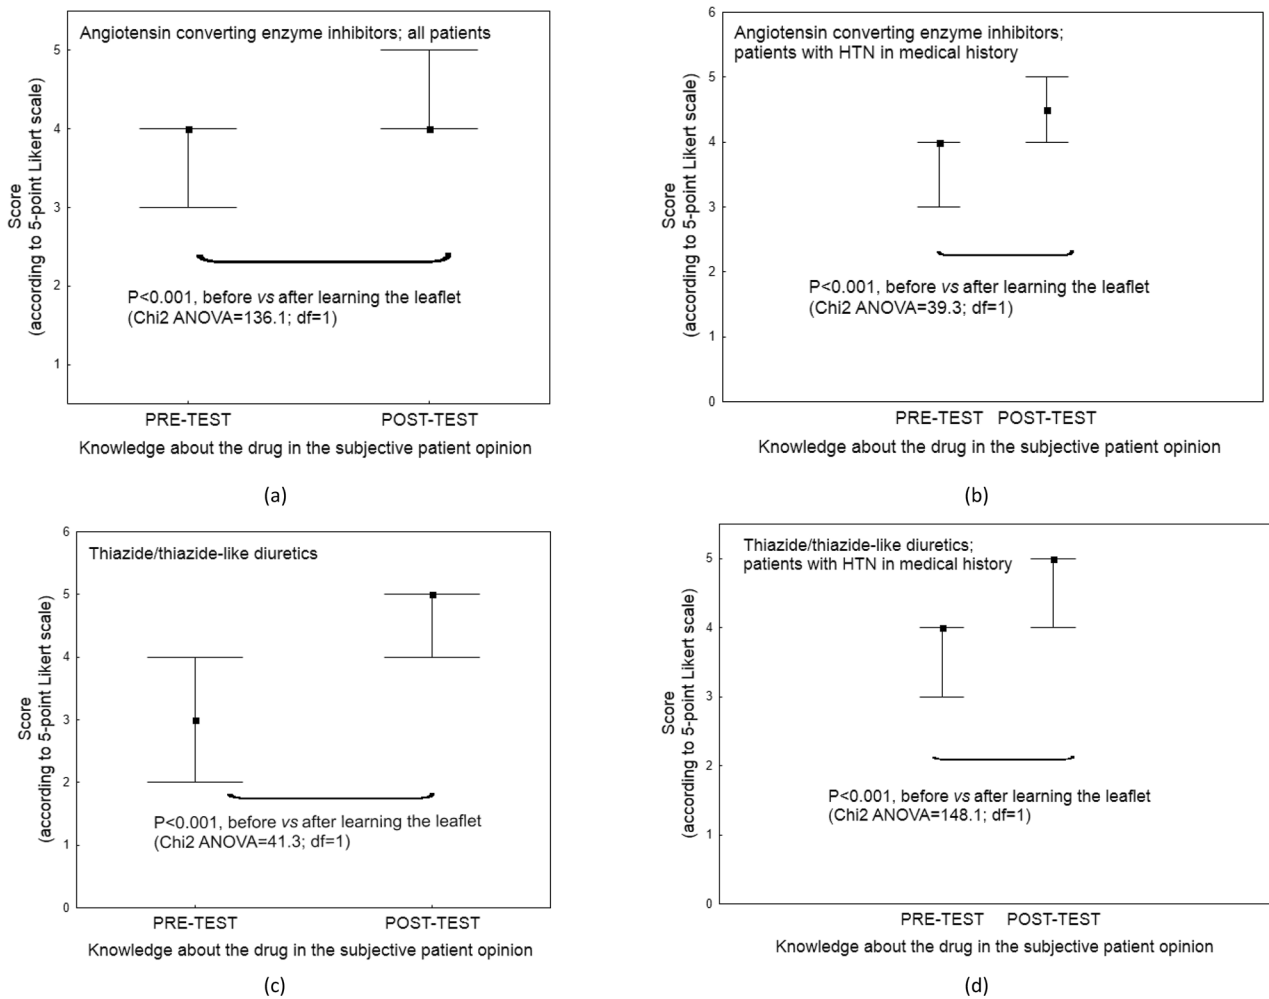 Angiotensin converting enzyme inhibitors; all patients
5
4
3
2
1
Score
(according to 5-point Likert scale)
P<0.001, before vs after learning the leaflet
(Chi2 ANOVA=136.1; df=1)
PRE-TEST POST-TEST
Knowledge about the drug in the subjective patient opinion
(a)
Angiotensin converting enzyme inhibitors;
patients with HTN in medical history
6
5
4
3
2
1
0
Score
(according to 5-point Likert scale)
P<0.001, before vs after learning the leaflet
(Chi2 ANOVA=39.3; df=1)
PRE-TEST POST-TEST
Knowledge about the drug in the subjective patient opinion
(b)
Thiazide/thiazide-like diuretics
6
5
4
3
2
1
0
Score
(according to 5-point Likert scale)
P<0.001, before vs after learning the leaflet
(Chi2 ANOVA=41.3; df=1)
PRE-TEST POST-TEST
Knowledge about the drug in the subjective patient opinion
(c)
Thiazide/thiazide-like diuretics;
patients with HTN in medical history
5
4
3
2
1
0
Score
(according to 5-point Likert scale)
P<0.001, before vs after learning the leaflet
(Chi2 ANOVA=148.1; df=1)
PRE-TEST POST-TEST
Knowledge about the drug in the subjective patient opinion
(d)